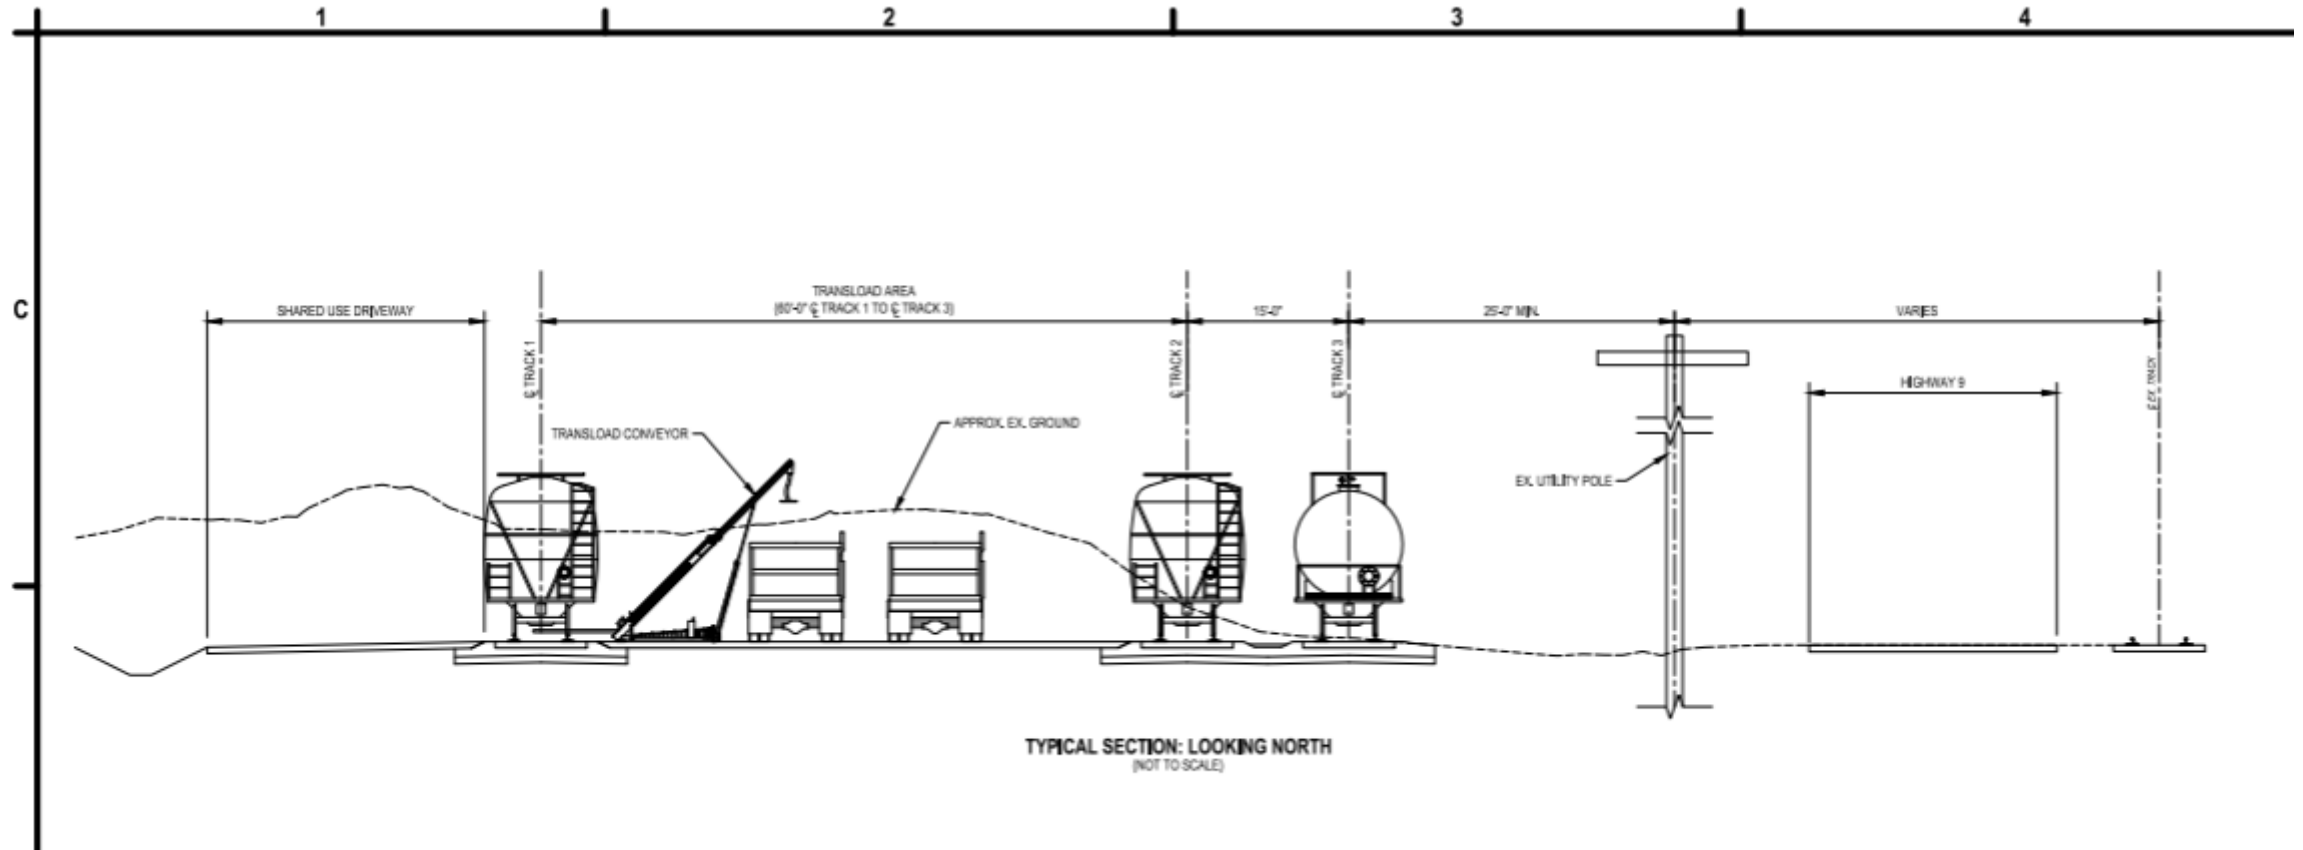 1
2
3
4
C
SHARED USE DRIVEWAY
TRANSLOAD AREA
(60'-0" ℄ TRACK 1 TO ℄ TRACK 3)
15'-0"
25'-0" MIN.
VARIES
℄ TRACK 1
℄ TRACK 2
℄ TRACK 3
℄ EX. TRACK
HIGHWAY 9
TRANSLOAD CONVEYOR
APPROX. EX. GROUND
EX. UTILITY POLE
TYPICAL SECTION: LOOKING NORTH
(NOT TO SCALE)